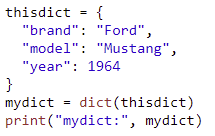 thisdict = {
  "brand": "Ford",
  "model": "Mustang",
  "year": 1964
}
mydict = dict(thisdict)
print("mydict:", mydict)